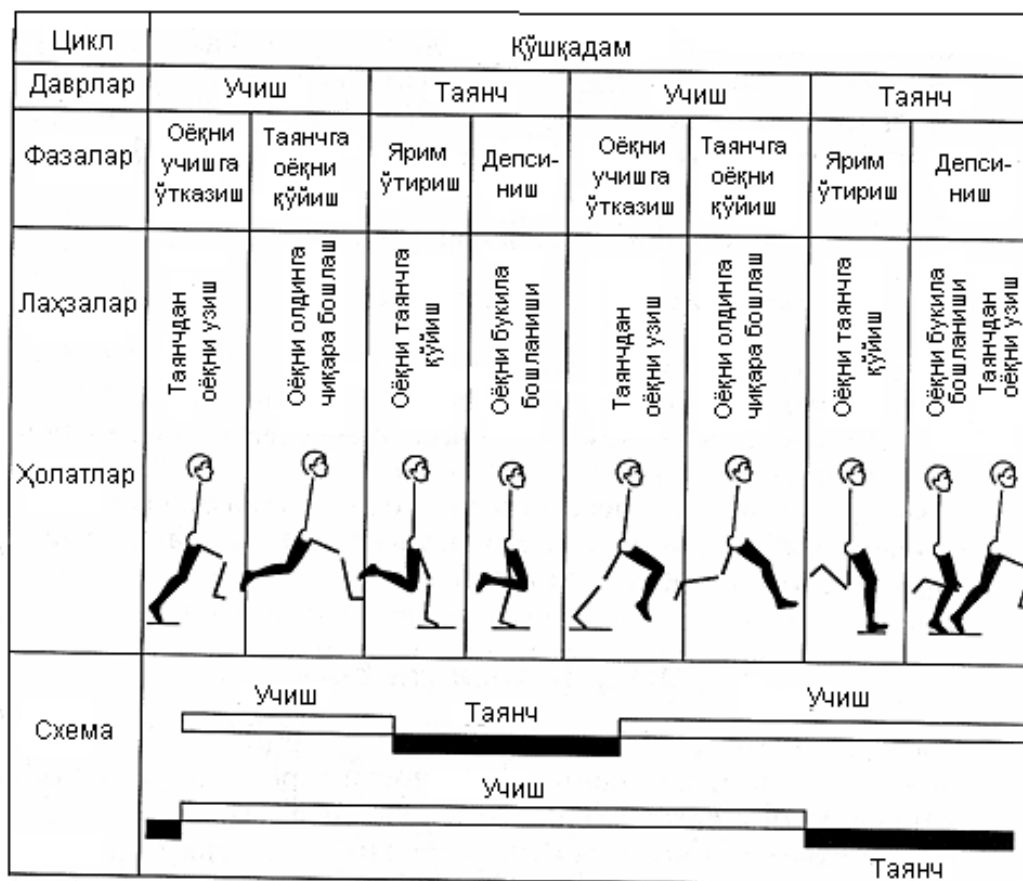 Цикл
Қўшқадам
Даврлар
Учиш
Таянч
Учиш
Таянч
Фазалар
Оёқни
учишга
ўтказиш
Таянчга
оёқни
қўйиш
Ярим
ўтириш
Депси-
ниш
Оёқни
учишга
ўтказиш
Таянчга
оёқни
қўйиш
Ярим
ўтириш
Депси-
ниш
Лаҳзалар
Таянчдан
оёқни узиш
Оёқни олдинга
чиқара бошлаш
Оёқни таянчга
қўйиш
Оёқни букила
бошланиши
Таянчдан
оёқни узиш
Оёқни олдинга
чиқара бошлаш
Оёқни таянчга
қўйиш
Оёқни букила
бошланиши
Таянчдан
оёқни узиш
Ҳолатлар
Схема
Учиш
Таянч
Учиш
Учиш
Таянч